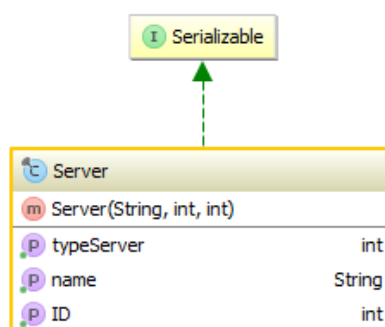 I Serializable
C Server
m Server(String, int, int)
P typeServer int
P name String
P ID int